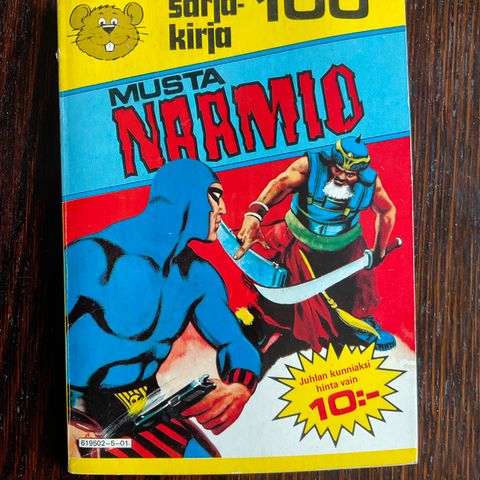 sarja-
kirja
100
MUSTA
NAAMIO
Juhlan kunniaksi
hinta vain
10:-
619502-5-01